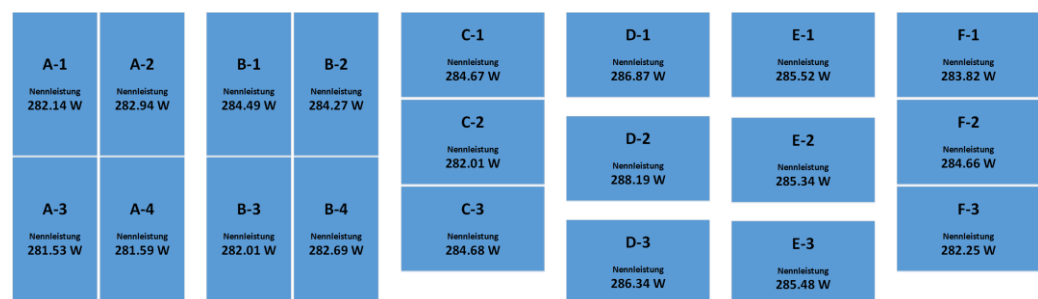 A-1
Nennleistung
282.14 W
A-2
Nennleistung
282.94 W
A-3
Nennleistung
281.53 W
A-4
Nennleistung
281.59 W
B-1
Nennleistung
284.49 W
B-2
Nennleistung
284.27 W
B-3
Nennleistung
282.01 W
B-4
Nennleistung
282.69 W
C-1
Nennleistung
284.67 W
C-2
Nennleistung
282.01 W
C-3
Nennleistung
284.68 W
D-1
Nennleistung
286.87 W
D-2
Nennleistung
288.19 W
D-3
Nennleistung
286.34 W
E-1
Nennleistung
285.52 W
E-2
Nennleistung
285.34 W
E-3
Nennleistung
285.48 W
F-1
Nennleistung
283.82 W
F-2
Nennleistung
284.66 W
F-3
Nennleistung
282.25 W